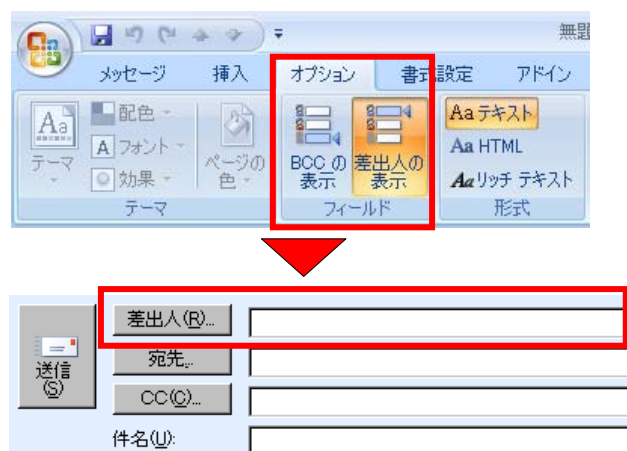 無題
メッセージ 挿入 オプション 書式設定 アドイン
Aa
テーマ
配色
A フォント
効果
ページの
色
テーマ
BCC の
表示
差出人の
表示
フィールド
Aa テキスト
Aa HTML
Aa リッチ テキスト
形式
送信
(S)
差出人(R)...
宛先...
CC(C)...
件名(U):